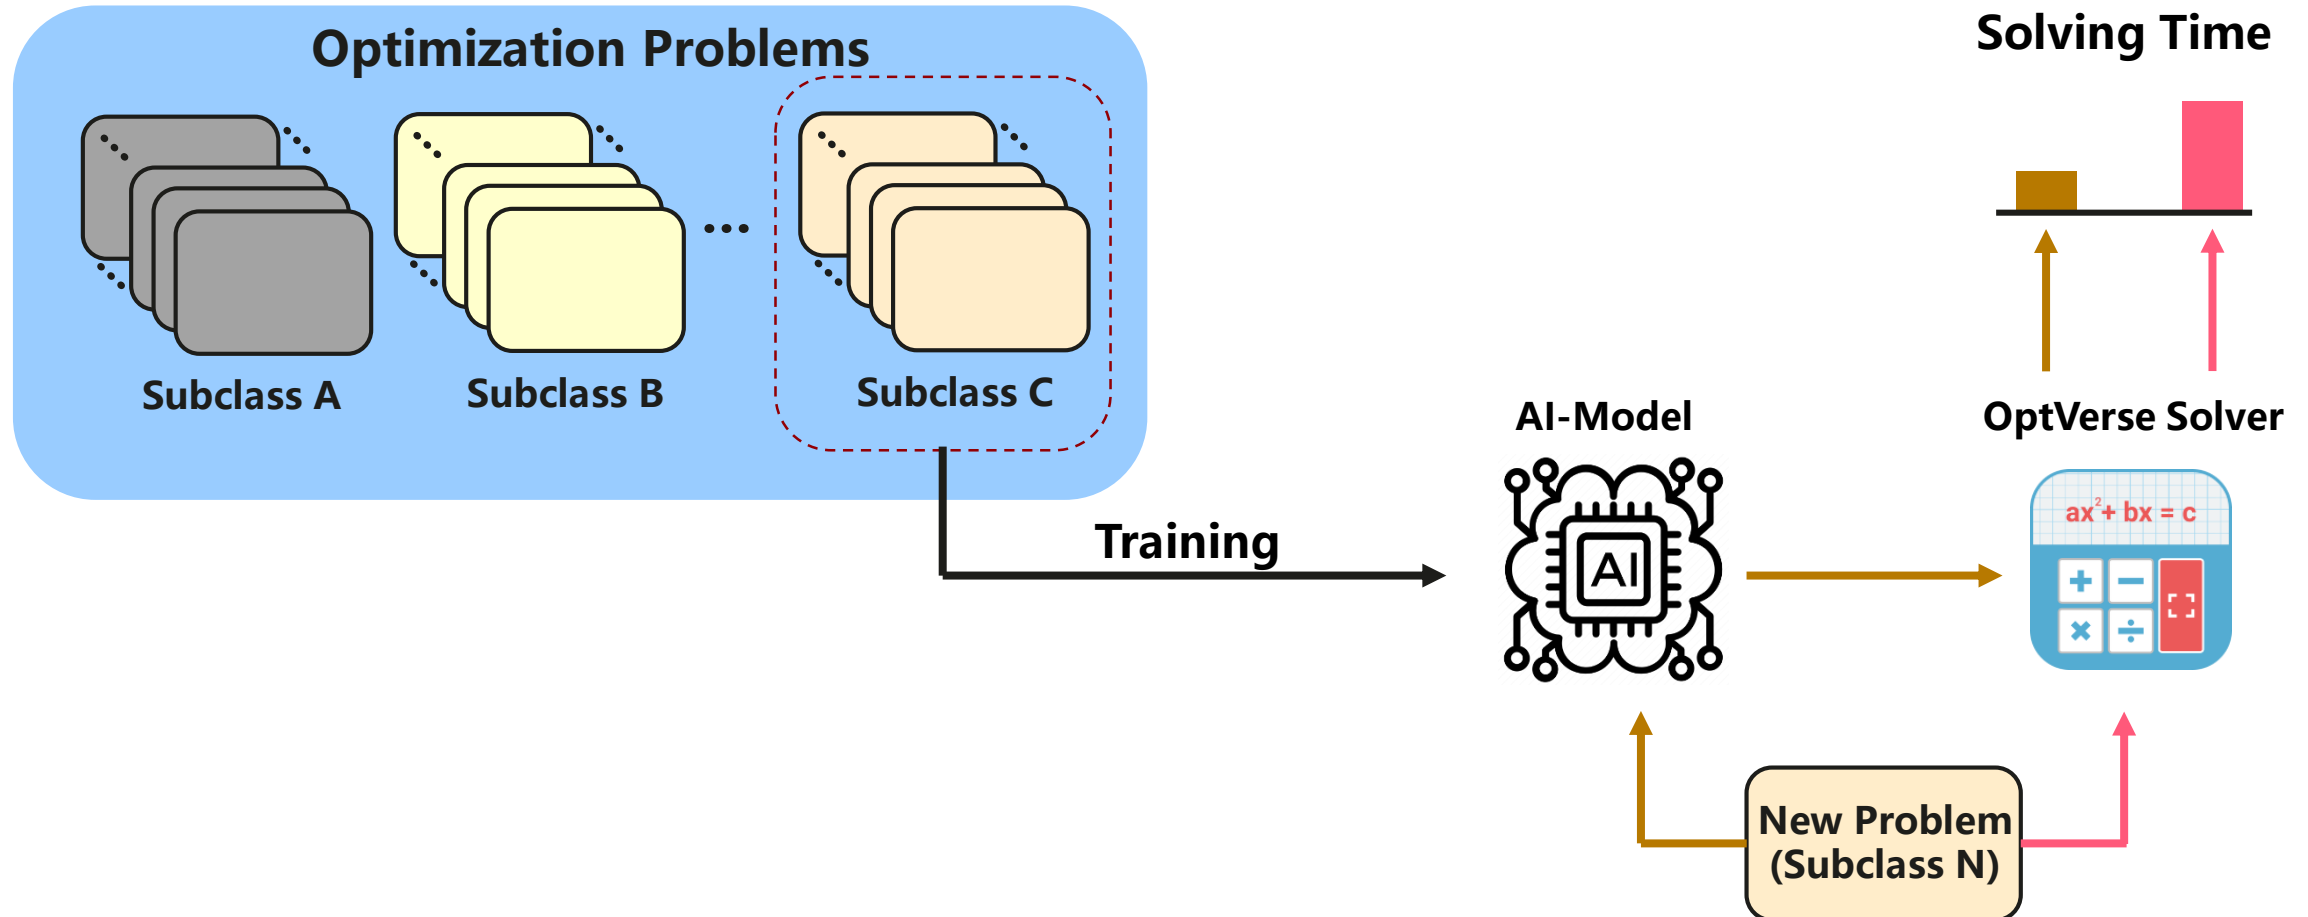 Optimization Problems
Subclass A
Subclass B
Subclass C
Training
AI-Model
AI
Solving Time
OptVerse Solver
ax²+ bx = c
+ −
× ÷
New Problem
(Subclass N)